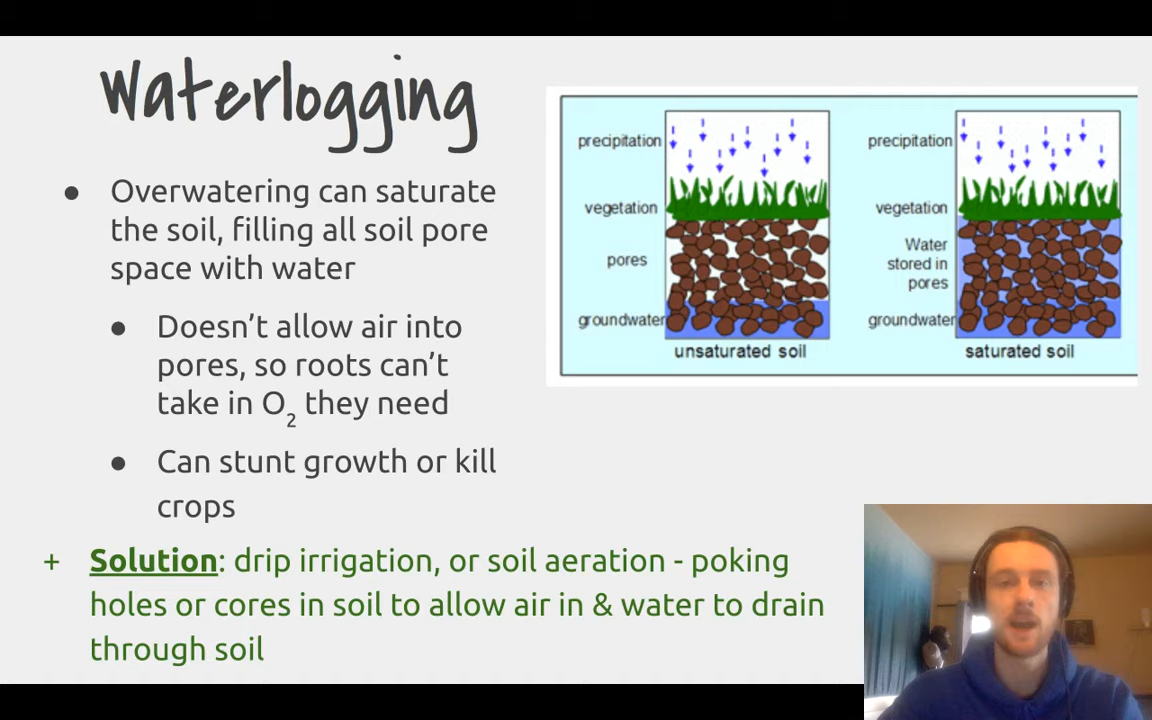 Waterlogging
● Overwatering can saturate
the soil, filling all soil pore
space with water
● Doesn't allow air into
pores, so roots can't
take in O₂ they need
● Can stunt growth or kill
crops
+ Solution: drip irrigation, or soil aeration - poking
holes or cores in soil to allow air in & water to drain
through soil
precipitation
vegetation
pores
groundwater
unsaturated soil
precipitation
vegetation
Water
stored in
pores
groundwater
saturated soil